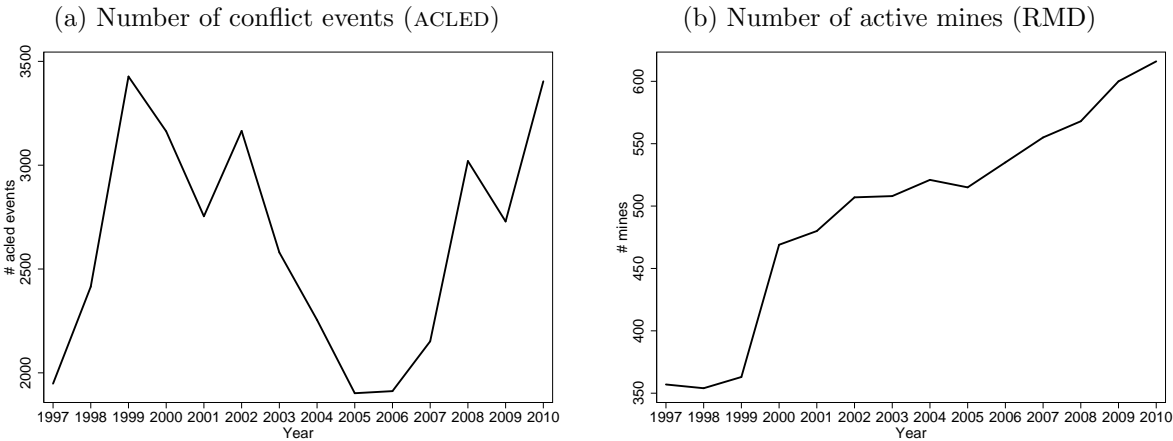 (a) Number of conflict events (ACLED)
3500
3000
2500
2000
# acled events
1997 1998 1999 2000 2001 2002 2003 2004 2005 2006 2007 2008 2009 2010
Year
(b) Number of active mines (RMD)
600
550
500
450
400
350
# mines
1997 1998 1999 2000 2001 2002 2003 2004 2005 2006 2007 2008 2009 2010
Year